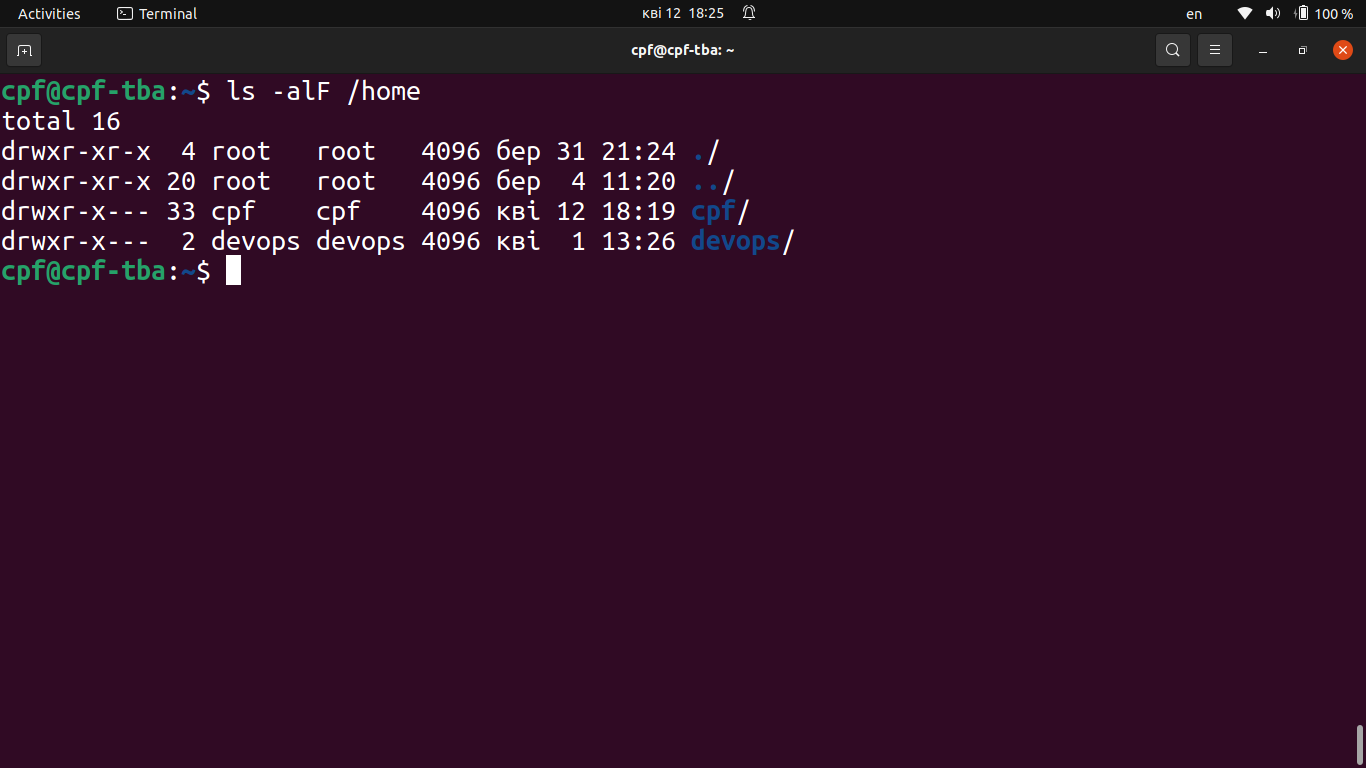 Activities Terminal кві 12 18:25 en 100 %
cpf@cpf-tba: ~
cpf@cpf-tba:~$ ls -alF /home
total 16
drwxr-xr-x  4 root   root   4096 бер 31 21:24 ./
drwxr-xr-x 20 root   root   4096 бер  4 11:20 ../
drwxr-x--- 33 cpf    cpf    4096 кві 12 18:19 cpf/
drwxr-x---  2 devops devops 4096 кві  1 13:26 devops/
cpf@cpf-tba:~$